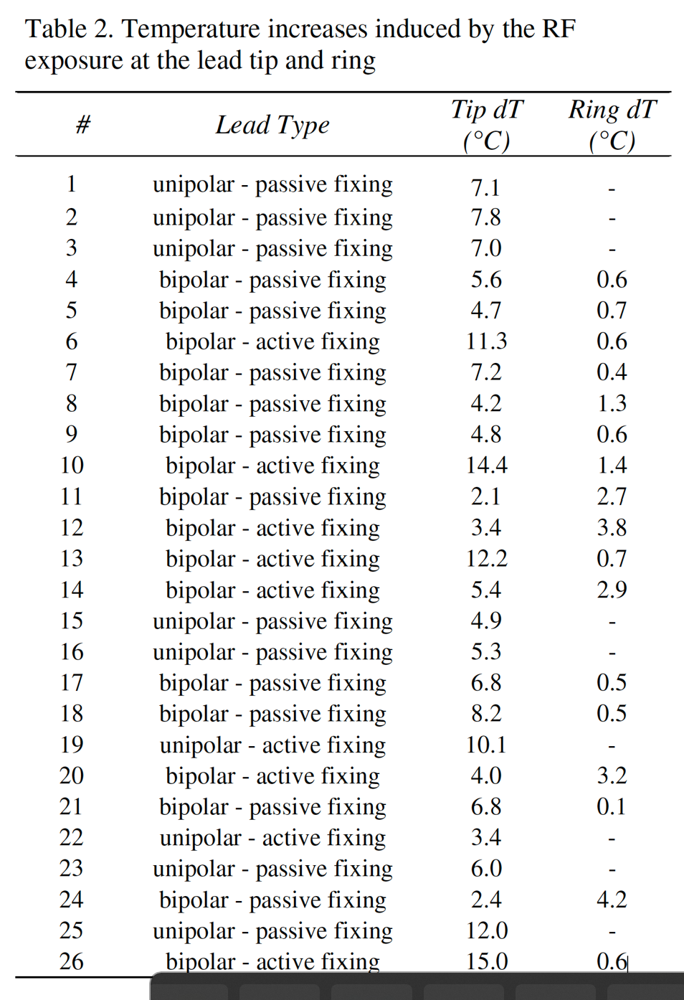 Table 2. Temperature increases induced by the RF
exposure at the lead tip and ring
# Lead Type Tip dT (°C) Ring dT (°C)
1 unipolar - passive fixing 7.1 -
2 unipolar - passive fixing 7.8 -
3 unipolar - passive fixing 7.0 -
4 bipolar - passive fixing 5.6 0.6
5 bipolar - passive fixing 4.7 0.7
6 bipolar - active fixing 11.3 0.6
7 bipolar - passive fixing 7.2 0.4
8 bipolar - passive fixing 4.2 1.3
9 bipolar - passive fixing 4.8 0.6
10 bipolar - active fixing 14.4 1.4
11 bipolar - passive fixing 2.1 2.7
12 bipolar - active fixing 3.4 3.8
13 bipolar - active fixing 12.2 0.7
14 bipolar - active fixing 5.4 2.9
15 unipolar - passive fixing 4.9 -
16 unipolar - passive fixing 5.3 -
17 bipolar - passive fixing 6.8 0.5
18 bipolar - passive fixing 8.2 0.5
19 unipolar - active fixing 10.1 -
20 bipolar - active fixing 4.0 3.2
21 bipolar - passive fixing 6.8 0.1
22 unipolar - active fixing 3.4 -
23 unipolar - passive fixing 6.0 -
24 bipolar - passive fixing 2.4 4.2
25 unipolar - passive fixing 12.0 -
26 bipolar - active fixing 15.0 0.6